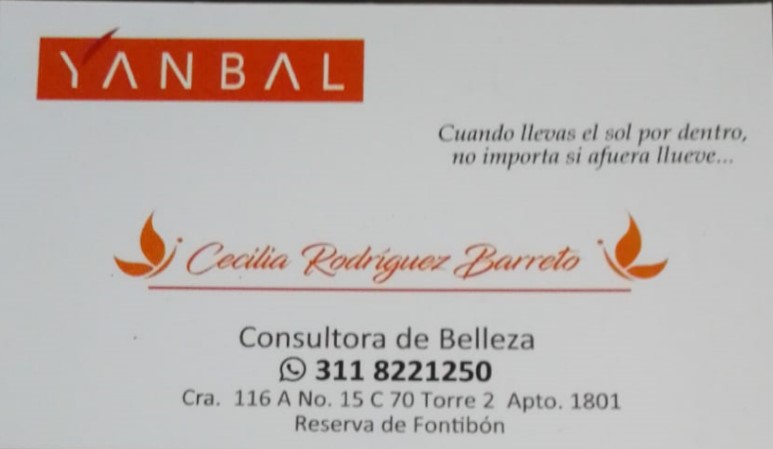 YANBAL
Cuando llevas el sol por dentro,
no importa si afuera llueve...
Cecilia Rodríguez Barreto
Consultora de Belleza
311 8221250
Cra. 116 A No. 15 C 70 Torre 2 Apto. 1801
Reserva de Fontibón